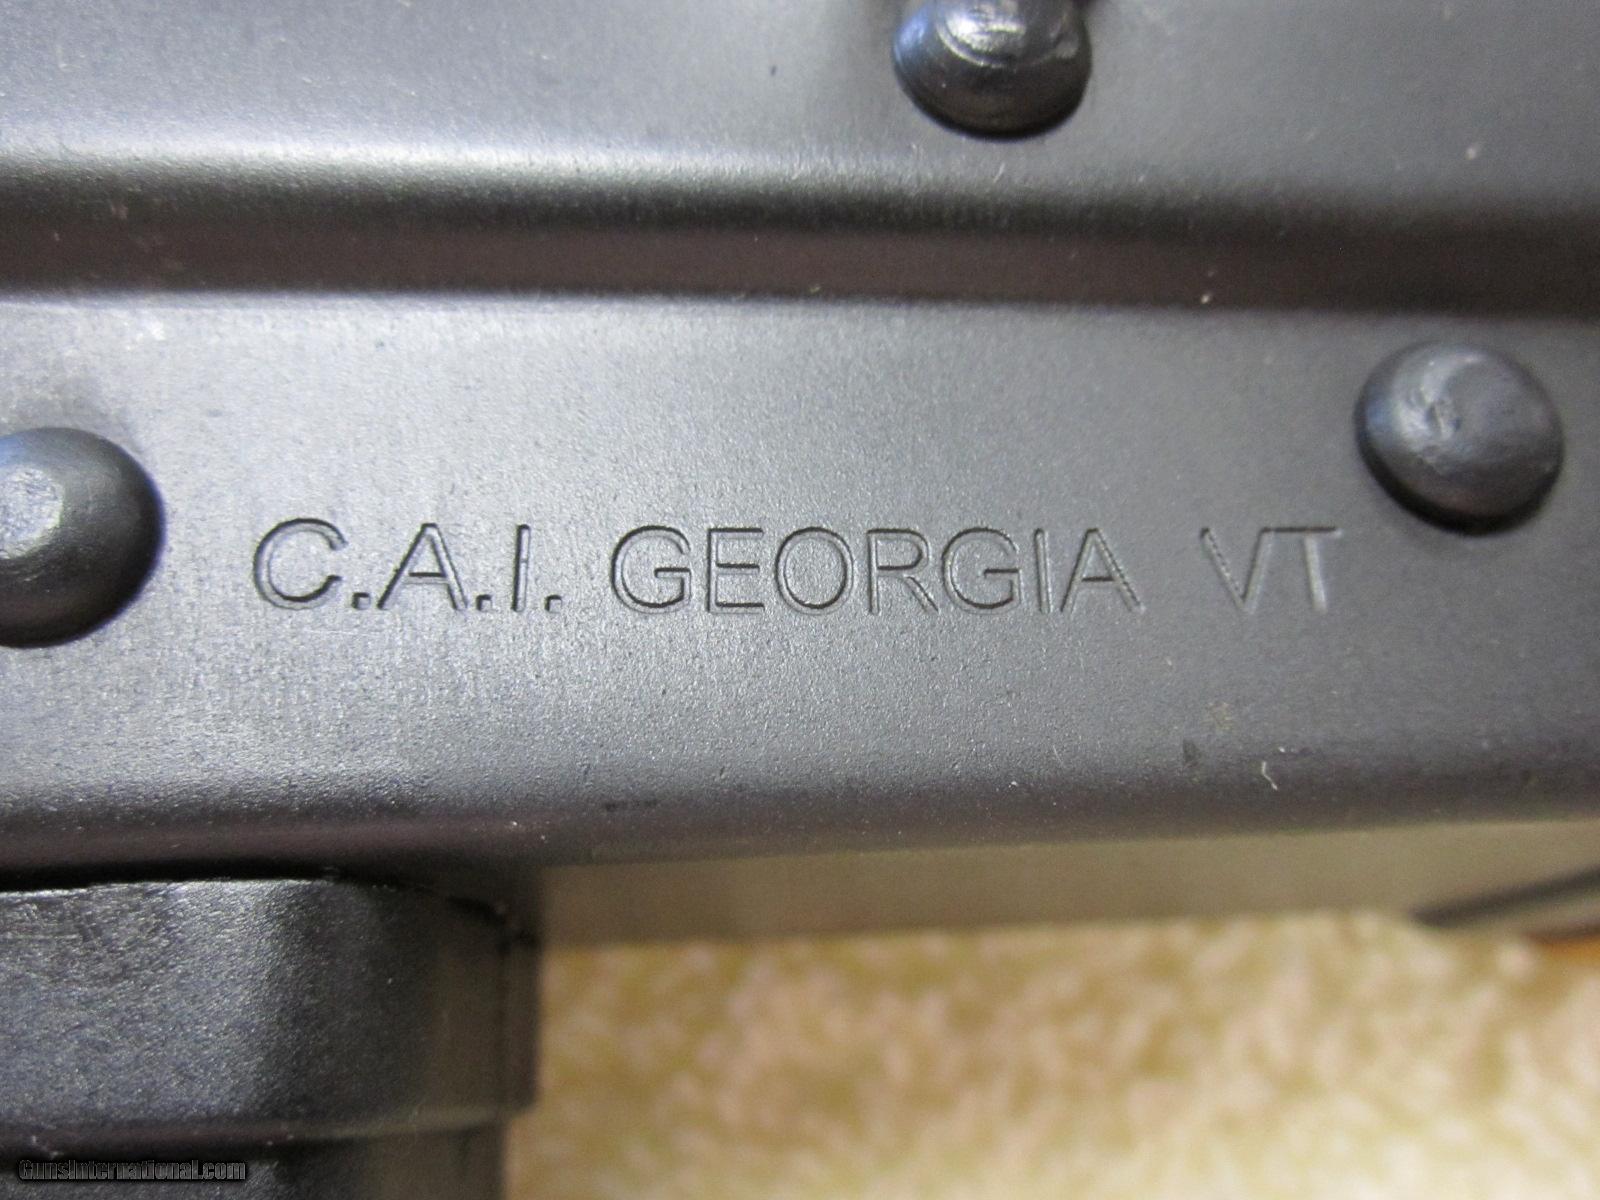 C.A.I. GEORGIA VT
GunsInternational.com